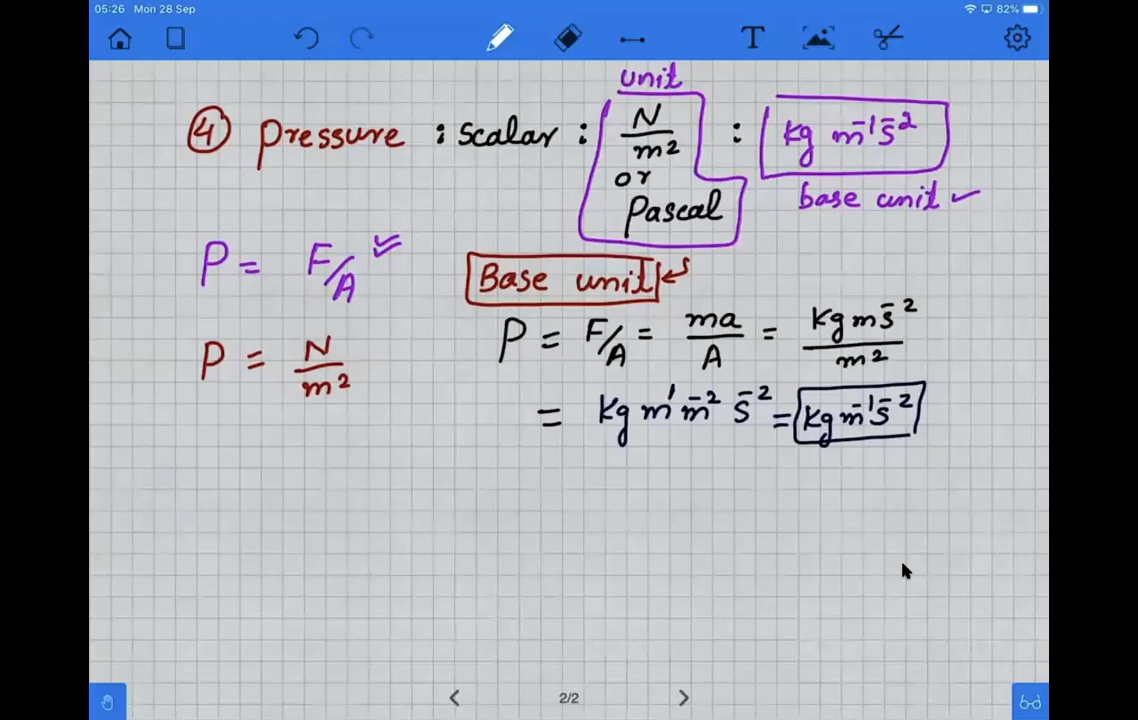 05:26 Mon 28 Sep 82%
T
unit
④ Pressure : scalar : N/m² or Pascal : kg m⁻¹ s⁻²
base unit ✓
P = F/A
Base unit
P = F/A = ma/A = kg m s⁻²/m²
P = N/m²
= kg m¹ m⁻² s⁻² = kg m⁻¹ s⁻²
2/2